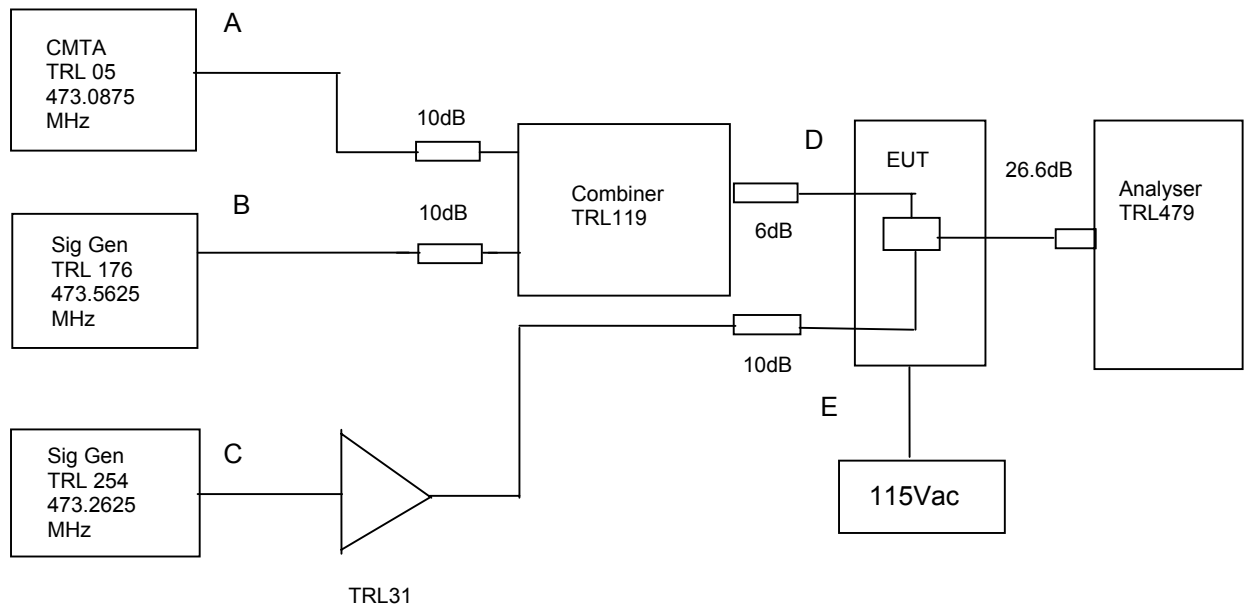 A
CMTA
TRL 05
473.0875
MHz
10dB
Combiner
TRL119
D
6dB
EUT
26.6dB
Analyser
TRL479
B
10dB
Sig Gen
TRL 176
473.5625
MHz
10dB
E
C
Sig Gen
TRL 254
473.2625
MHz
TRL31
115Vac